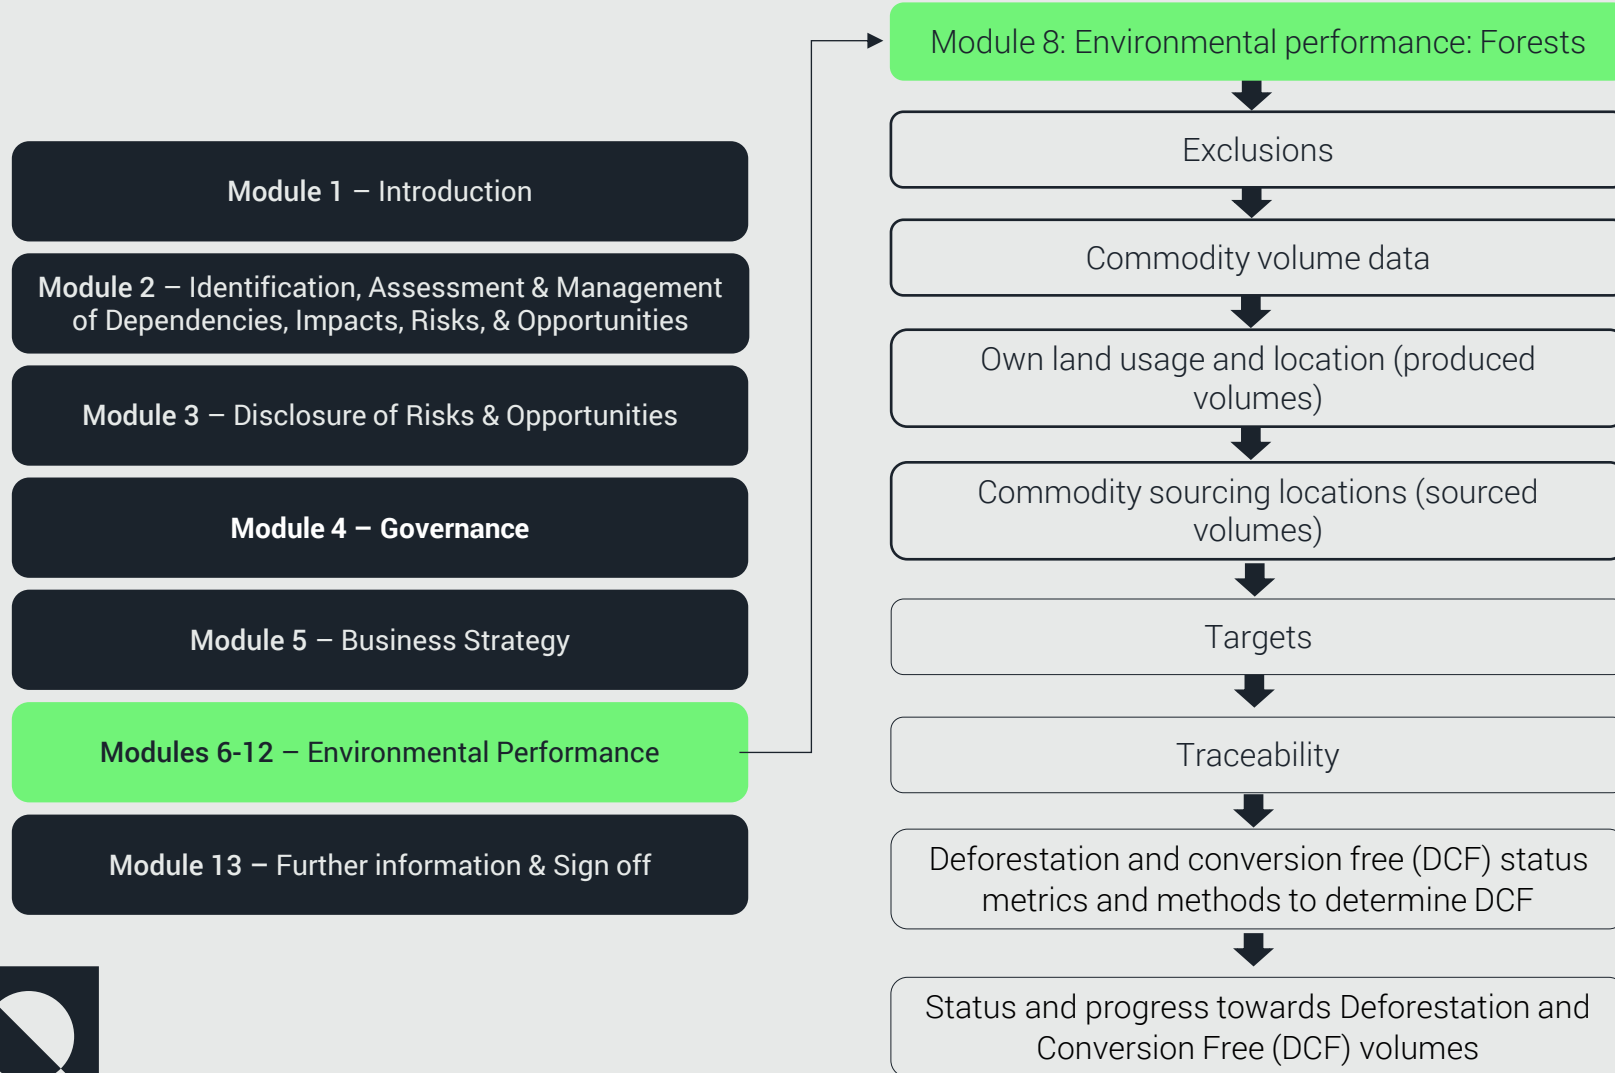 Module 1 – Introduction
Module 2 – Identification, Assessment & Management
of Dependencies, Impacts, Risks, & Opportunities
Module 3 – Disclosure of Risks & Opportunities
Module 4 – Governance
Module 5 – Business Strategy
Modules 6-12 – Environmental Performance
Module 13 – Further information & Sign off
Module 8: Environmental performance: Forests
Exclusions
Commodity volume data
Own land usage and location (produced
volumes)
Commodity sourcing locations (sourced
volumes)
Targets
Traceability
Deforestation and conversion free (DCF) status
metrics and methods to determine DCF
Status and progress towards Deforestation and
Conversion Free (DCF) volumes